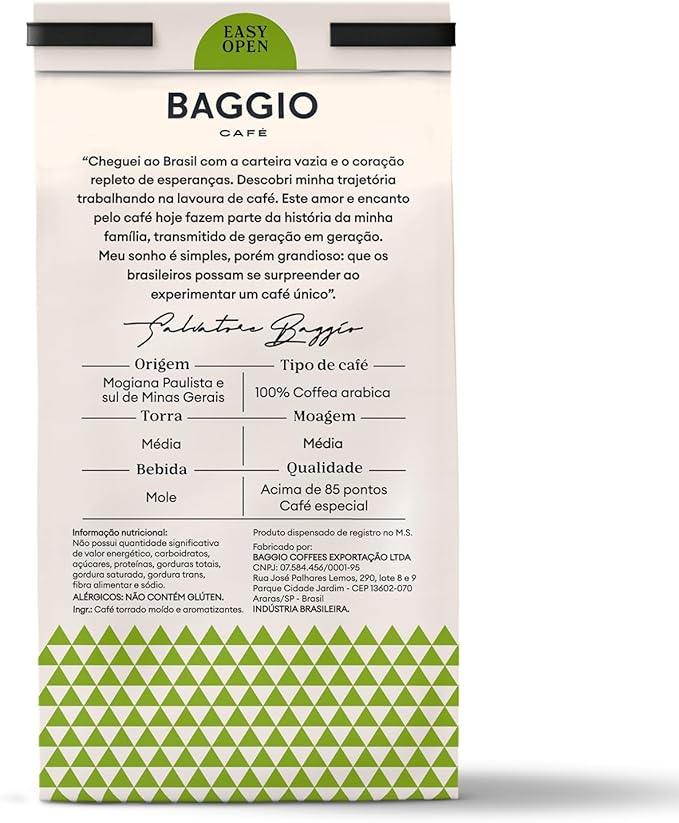 EASY
OPEN
BAGGIO
CAFÉ
“Cheguei ao Brasil com a carteira vazia e o coração
repleto de esperanças. Descobri minha trajetória
trabalhando na lavoura de café. Este amor e encanto
pelo café hoje fazem parte da história da minha
família, transmitido de geração em geração.
Meu sonho é simples, porém grandioso: que os
brasileiros possam se surpreender ao
experimentar um café único”.
Salvatore Baggio
Origem
Mogiana Paulista e
sul de Minas Gerais
Tipo de café
100% Coffea arabica
Torra
Média
Moagem
Média
Bebida
Mole
Qualidade
Acima de 85 pontos
Café especial
Informação nutricional:
Não possui quantidade significativa
de valor energético, carboidratos,
açúcares, proteínas, gorduras totais,
gordura saturada, gordura trans,
fibra alimentar e sódio.
ALÉRGICOS: NÃO CONTÉM GLÚTEN.
Ingr.: Café torrado moído e aromatizantes.
Produto dispensado de registro no M.S.
Fabricado por:
BAGGIO COFFEES EXPORTAÇÃO LTDA
CNPJ: 07.584.456/0001-95
Rua José Palhares Lemos, 290, lote 8 e 9
Parque Cidade Jardim - CEP 13602-070
Araras/SP - Brasil
INDÚSTRIA BRASILEIRA.